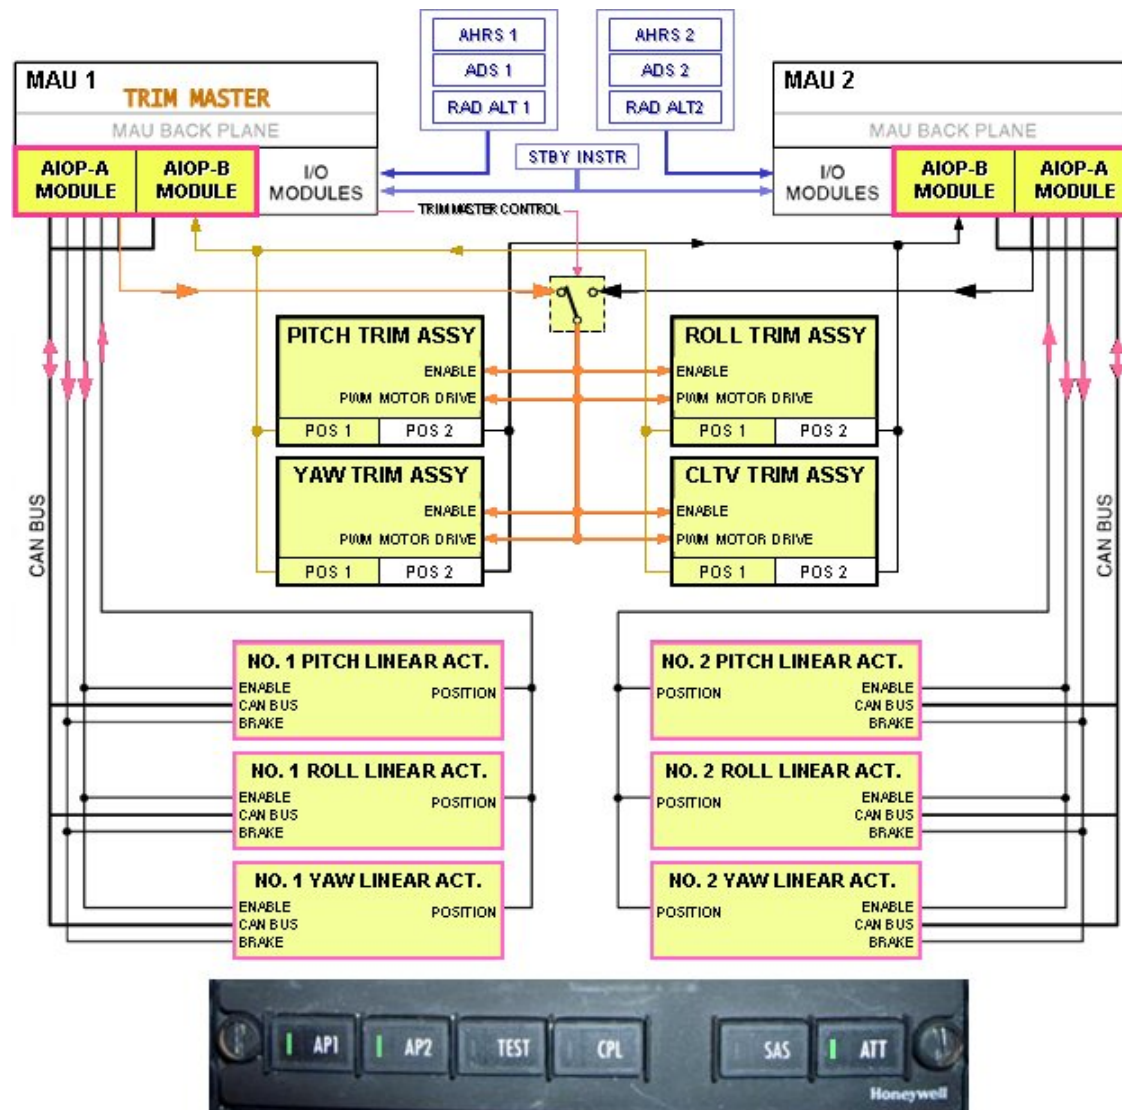 AHRS 1
ADS 1
RAD ALT 1
AHRS 2
ADS 2
RAD ALT2
STBY INSTR
MAU 1
TRIM MASTER
MAU BACK PLANE
AIOP-A MODULE
AIOP-B MODULE
I/O MODULES
MAU 2
MAU BACK PLANE
I/O MODULES
AIOP-B MODULE
AIOP-A MODULE
TRIM MASTER CONTROL
PITCH TRIM ASSY
ENABLE
PWM MOTOR DRIVE
POS 1 POS 2
ROLL TRIM ASSY
ENABLE
PWM MOTOR DRIVE
POS 1 POS 2
YAW TRIM ASSY
ENABLE
PWM MOTOR DRIVE
POS 1 POS 2
CLTV TRIM ASSY
ENABLE
PWM MOTOR DRIVE
POS 1 POS 2
CAN BUS
CAN BUS
NO. 1 PITCH LINEAR ACT.
ENABLE
CAN BUS
BRAKE
POSITION
NO. 2 PITCH LINEAR ACT.
POSITION
ENABLE
CAN BUS
BRAKE
NO. 1 ROLL LINEAR ACT.
ENABLE
CAN BUS
BRAKE
POSITION
NO. 2 ROLL LINEAR ACT.
POSITION
ENABLE
CAN BUS
BRAKE
NO. 1 YAW LINEAR ACT.
ENABLE
CAN BUS
BRAKE
POSITION
NO. 2 YAW LINEAR ACT.
POSITION
ENABLE
CAN BUS
BRAKE
AP1 AP2 TEST CPL SAS ATT
Honeywell